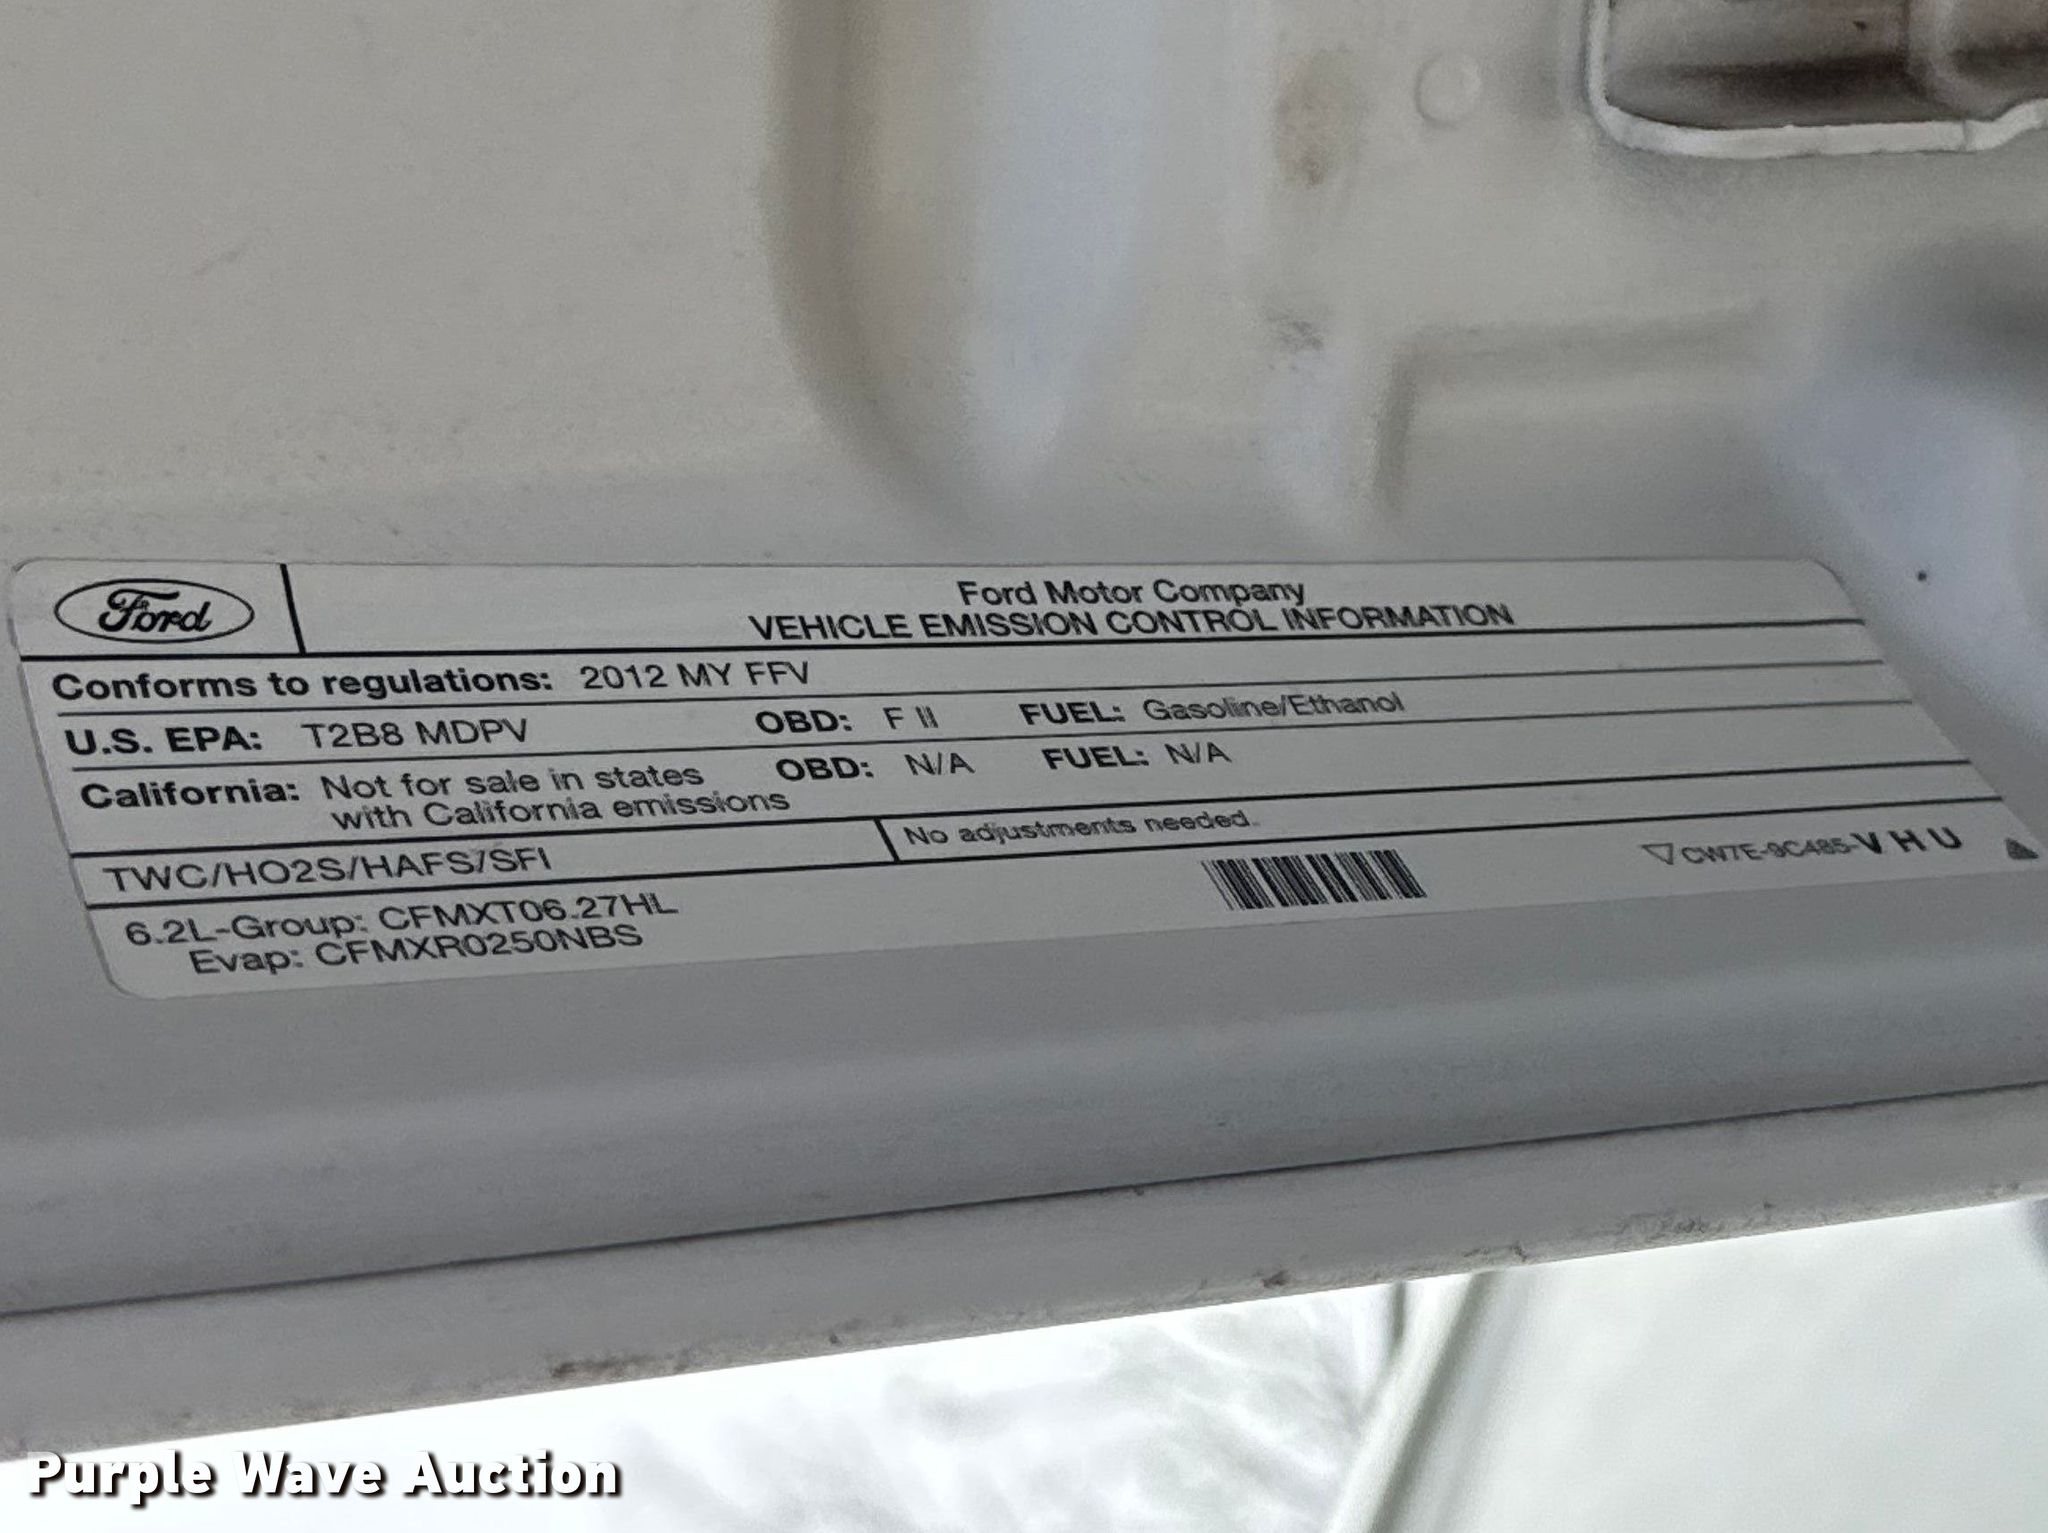 Ford
Ford Motor Company
VEHICLE EMISSION CONTROL INFORMATION
Conforms to regulations: 2012 MY FFV
U.S. EPA: T2B8 MDPV OBD: F II FUEL: Gasoline/Ethanol
California: Not for sale in states OBD: N/A FUEL: N/A
with California emissions
TWC/HO2S/HAFS/SFI No adjustments needed.
6.2L-Group: CFMXT06.27HL CW7E-9C485-V H U
Evap: CFMXR0250NBS
Purple Wave Auction